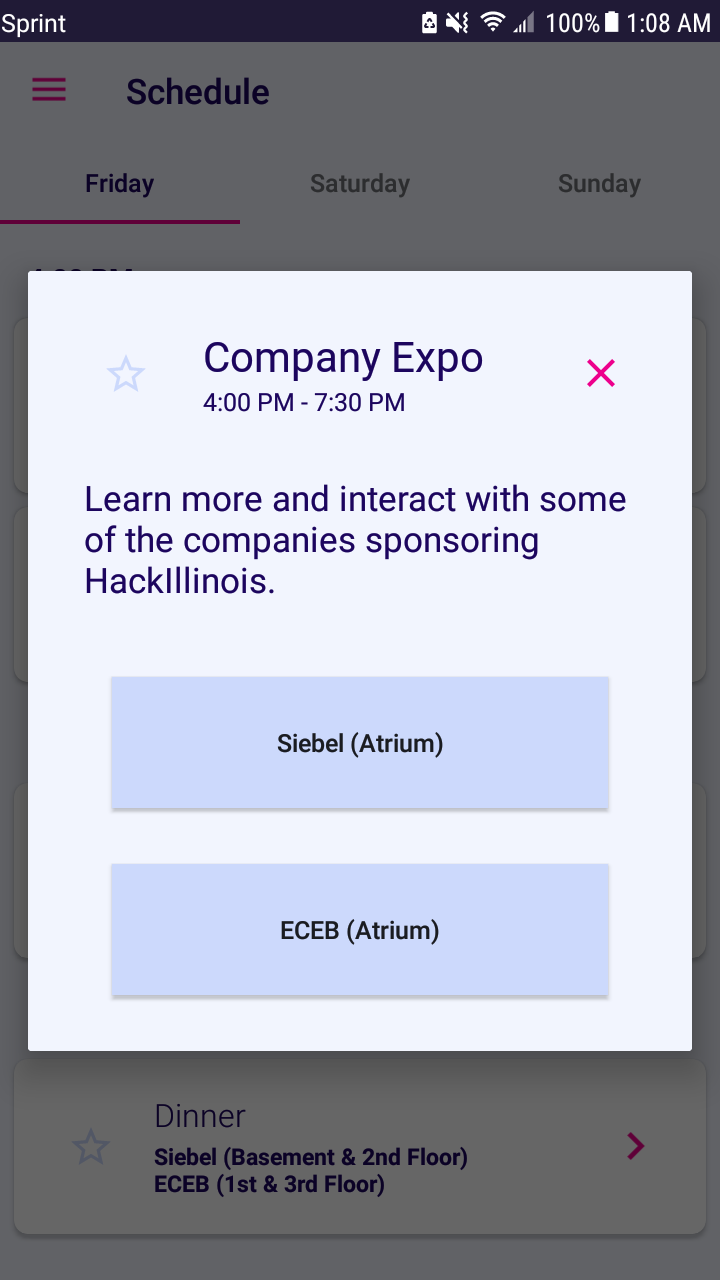 Sprint 100% 1:08 AM
Schedule
Friday Saturday Sunday
Company Expo
4:00 PM - 7:30 PM
Learn more and interact with some
of the companies sponsoring
HackIllinois.
Siebel (Atrium)
ECEB (Atrium)
Dinner
Siebel (Basement & 2nd Floor)
ECEB (1st & 3rd Floor)